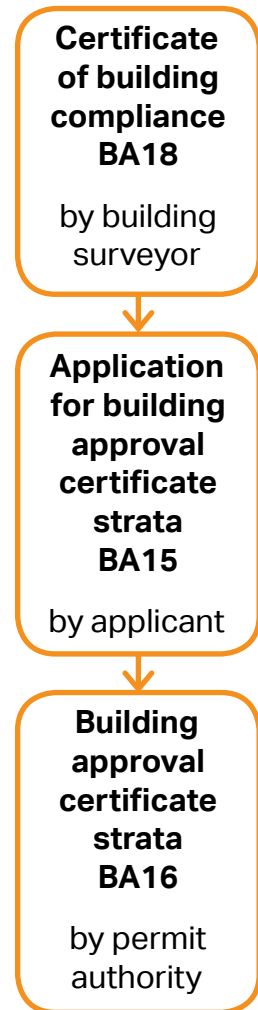 Certificate
of building
compliance
BA18
by building
surveyor
Application
for building
approval
certificate
strata
BA15
by applicant
Building
approval
certificate
strata
BA16
by permit
authority